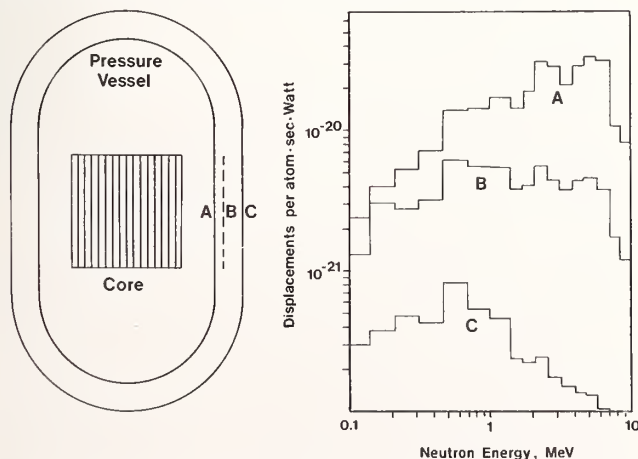 Pressure
Vessel
A B C
Core
Displacements per atom·sec·Watt
10-20
10-21
A
B
C
0.1 1 10
Neutron Energy, MeV